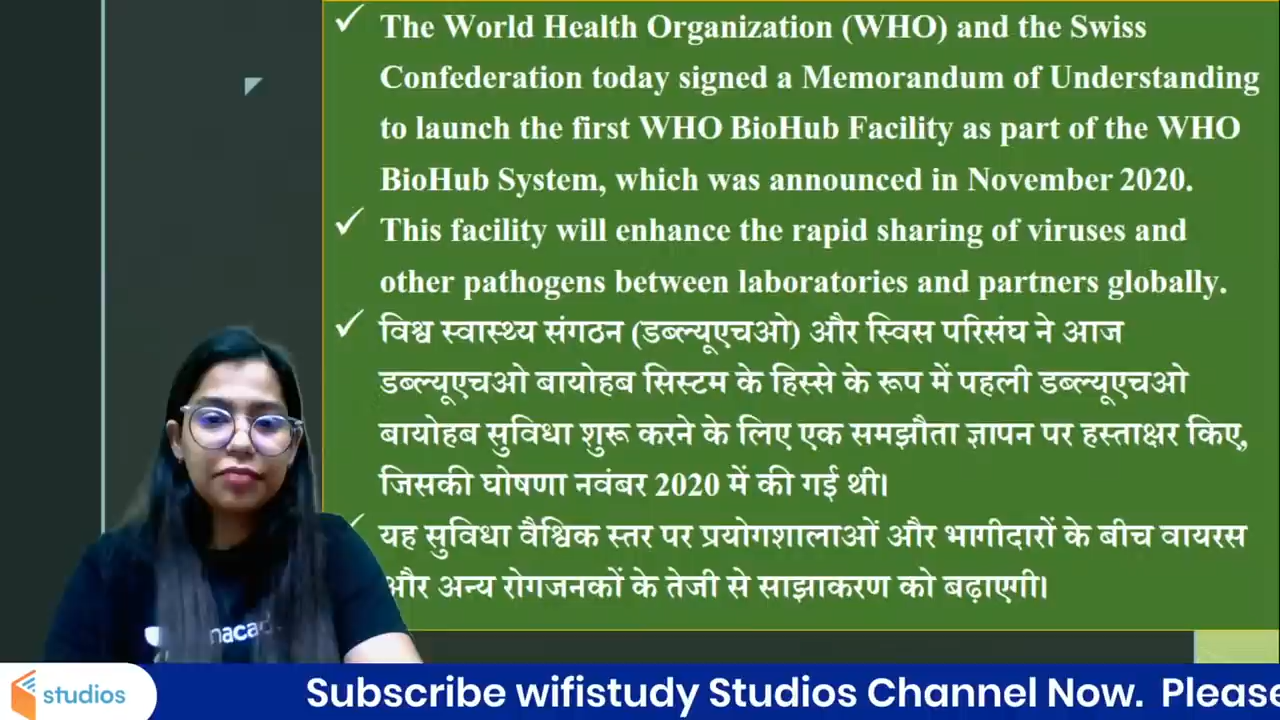 The World Health Organization (WHO) and the Swiss
Confederation today signed a Memorandum of Understanding
to launch the first WHO BioHub Facility as part of the WHO
BioHub System, which was announced in November 2020.
This facility will enhance the rapid sharing of viruses and
other pathogens between laboratories and partners globally.
विश्व स्वास्थ्य संगठन (डब्ल्यूएचओ) और स्विस परिसंघ ने आज
डब्ल्यूएचओ बायोहब सिस्टम के हिस्से के रूप में पहली डब्ल्यूएचओ
बायोहब सुविधा शुरू करने के लिए एक समझौता ज्ञापन पर हस्ताक्षर किए,
जिसकी घोषणा नवंबर 2020 में की गई थी।
यह सुविधा वैश्विक स्तर पर प्रयोगशालाओं और भागीदारों के बीच वायरस
और अन्य रोगजनकों के तेजी से साझाकरण को बढ़ाएगी।
studios
Subscribe wifistudy Studios Channel Now. Please